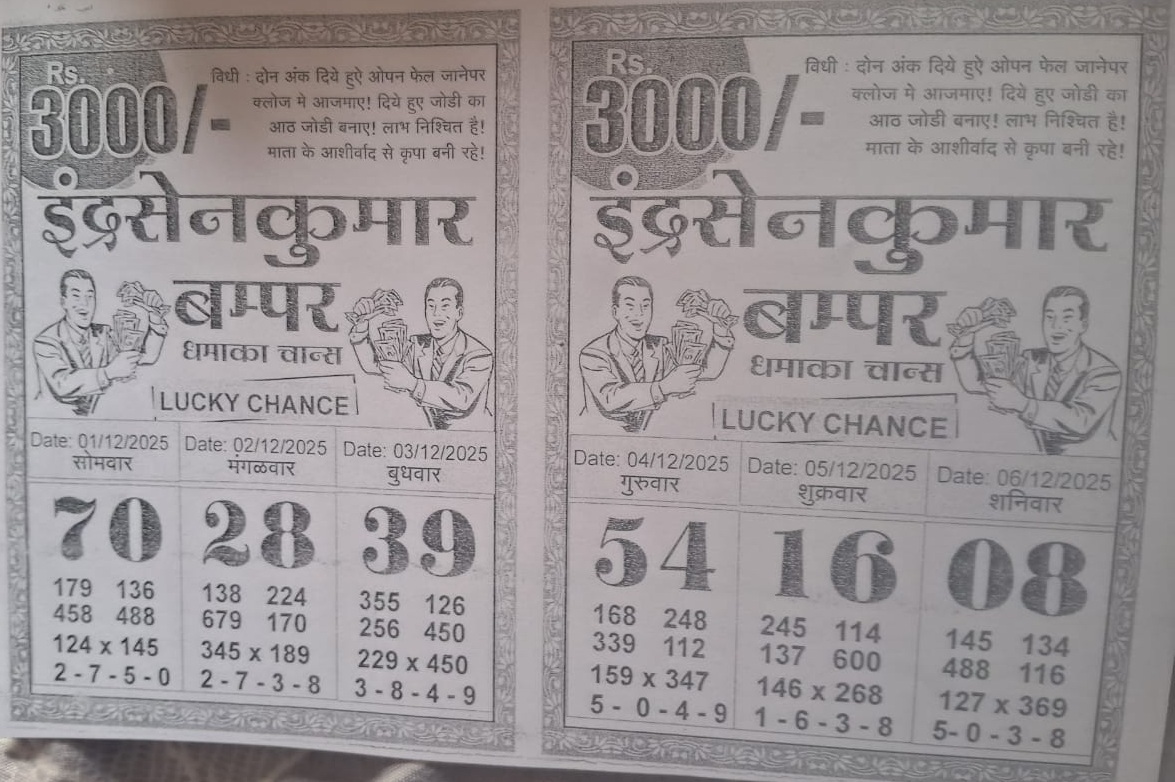 Rs.
3000/-
विधी : दोन अंक दिये हुऐ ओपन फेल जानेपर
क्लोज मे आजमाए! दिये हुए जोडी का
आठ जोडी बनाए! लाभ निश्चित है!
माता के आशीर्वाद से कृपा बनी रहे!
इंद्रसेनकुमार
बम्पर
धमाका चान्स
LUCKY CHANCE
Date: 01/12/2025 Date: 02/12/2025 Date: 03/12/2025
सोमवार मंगळवार बुधवार
70 28 39
179 136 138 224 355 126
458 488 679 170 256 450
124 x 145 345 x 189 229 x 450
2 - 7 - 5 - 0 2 - 7 - 3 - 8 3 - 8 - 4 - 9
Rs.
3000/-
विधी : दोन अंक दिये हुऐ ओपन फेल जानेपर
क्लोज मे आजमाए! दिये हुए जोडी का
आठ जोडी बनाए! लाभ निश्चित है!
माता के आशीर्वाद से कृपा बनी रहे!
इंद्रसेनकुमार
बम्पर
धमाका चान्स
LUCKY CHANCE
Date: 04/12/2025 Date: 05/12/2025 Date: 06/12/2025
गुरुवार शुक्रवार शनिवार
54 16 08
168 248 245 114 145 134
339 112 137 600 488 116
159 x 347 146 x 268 127 x 369
5 - 0 - 4 - 9 1 - 6 - 3 - 8 5- 0 - 3 - 8